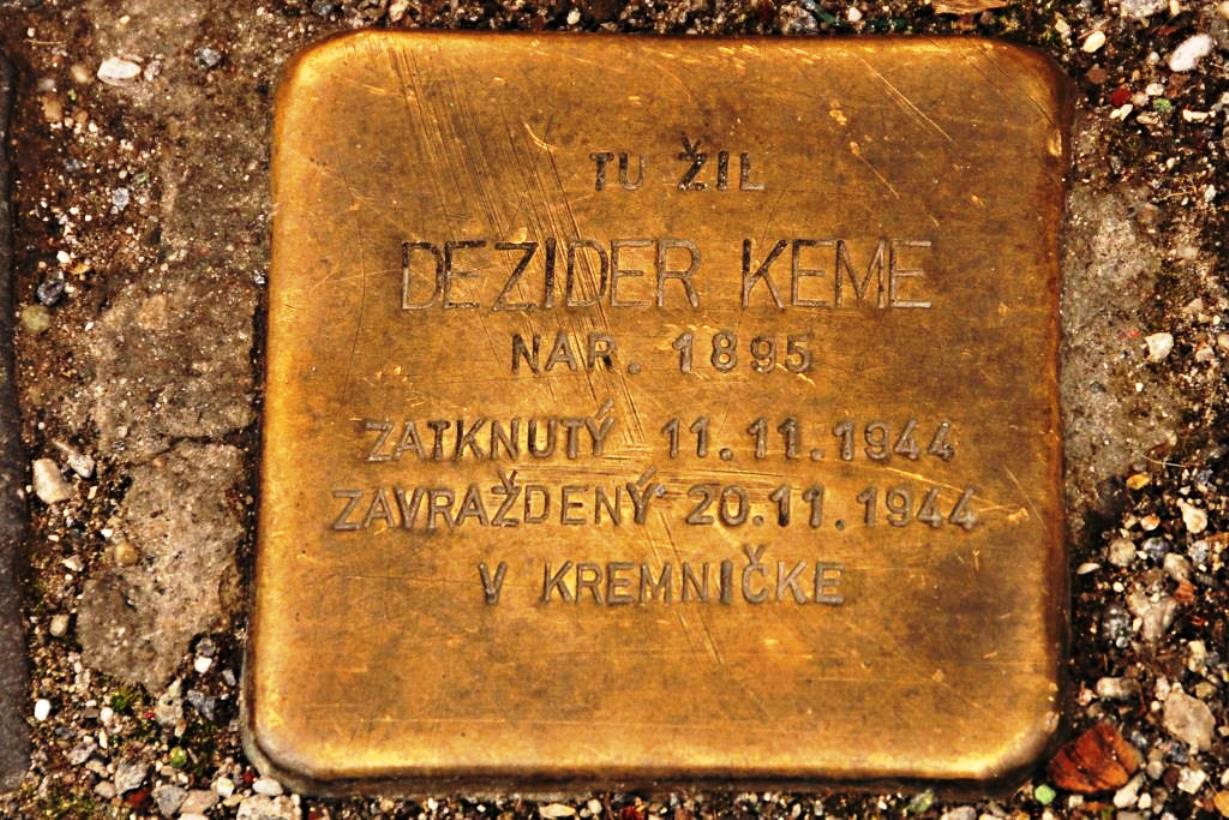 TU ŽIL
DEZIDER KEME
NAR. 1895
ZATKNUTÝ 11.11.1944
ZAVRAŽDENÝ 20.11.1944
V KREMNIČKE